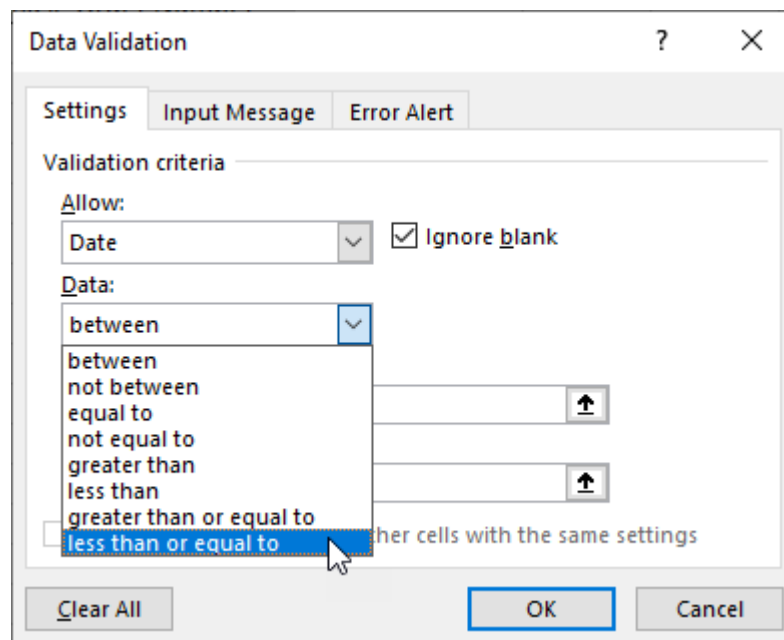 Data Validation ?
Settings Input Message Error Alert
Validation criteria
Allow:
Date Ignore blank
Data:
between
between
not between
equal to
not equal to
greater than
less than
greater than or equal to
less than or equal to her cells with the same settings
Clear All OK Cancel